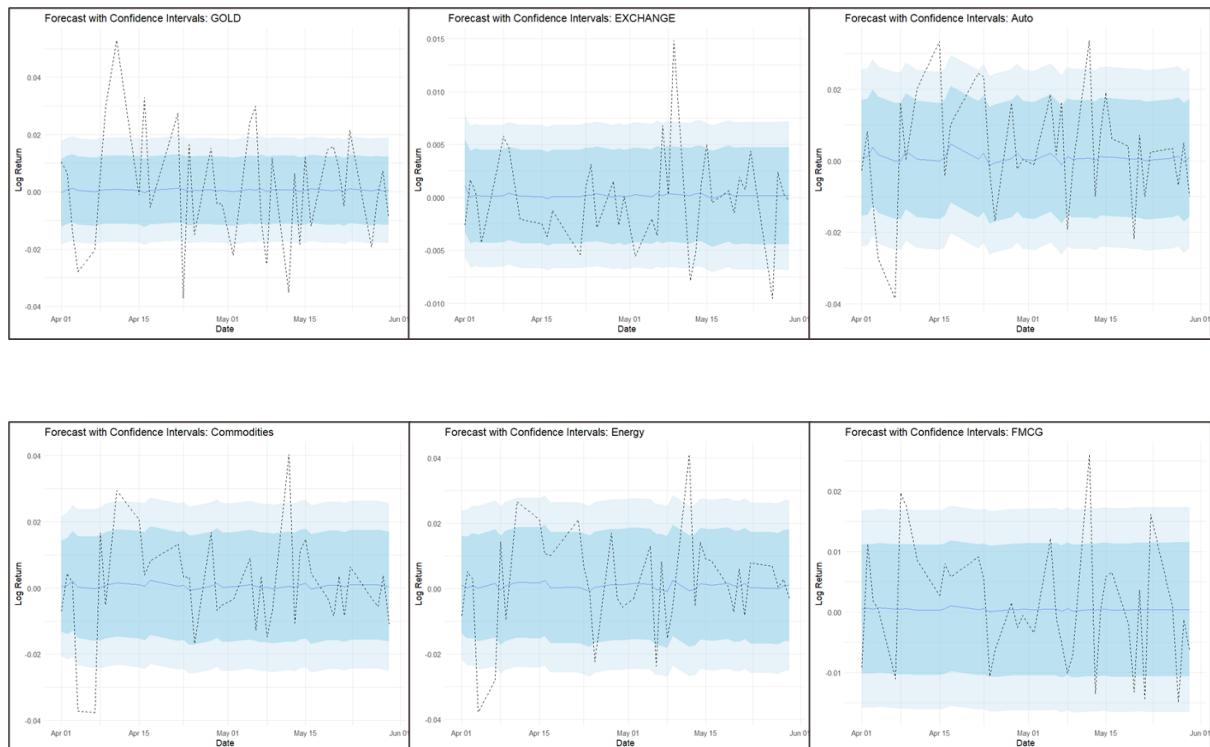 Forecast with Confidence Intervals: GOLD
Log Return
0.04
0.02
0.00
-0.02
-0.04
Apr 01
Apr 15
May 01
May 15
Jun 01
Date
Forecast with Confidence Intervals: EXCHANGE
Log Return
0.015
0.010
0.005
0.000
-0.005
-0.010
Apr 01
Apr 15
May 01
May 15
Jun 01
Date
Forecast with Confidence Intervals: Auto
Log Return
0.02
0.00
-0.02
-0.04
Apr 01
Apr 15
May 01
May 15
Jun 01
Date
Forecast with Confidence Intervals: Commodities
Log Return
0.04
0.02
0.00
-0.02
-0.04
Apr 01
Apr 15
May 01
May 15
Jun 01
Date
Forecast with Confidence Intervals: Energy
Log Return
0.04
0.02
0.00
-0.02
-0.04
Apr 01
Apr 15
May 01
May 15
Jun 01
Date
Forecast with Confidence Intervals: FMCG
Log Return
0.02
0.01
0.00
-0.01
Apr 01
Apr 15
May 01
May 15
Jun 01
Date